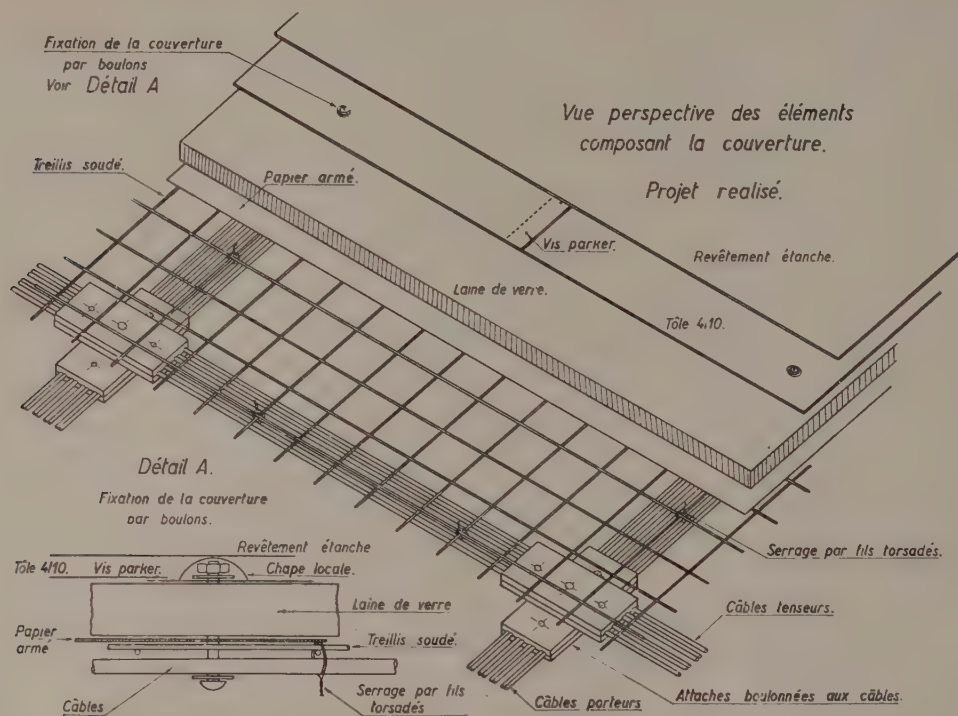 Fixation de la couverture
par boulons
Voir Détail A
Vue perspective des éléments
composant la couverture.
Projet realisé.
Treillis soudé.
Papier armé.
Vis parker.
Revêtement étanche.
Laine de verre.
Tôle 4/10.
Détail A.
Fixation de la couverture
par boulons.
Serrage par fils torsadés.
Revêtement étanche
Tôle 4/10.
Vis parker.
Chape locale.
Laine de verre
Câbles tenseurs.
Papier
armé
Treillis soudé.
Câbles
Serrage par fils
torsadés
Câbles porteurs
Attaches boulonnées aux câbles.